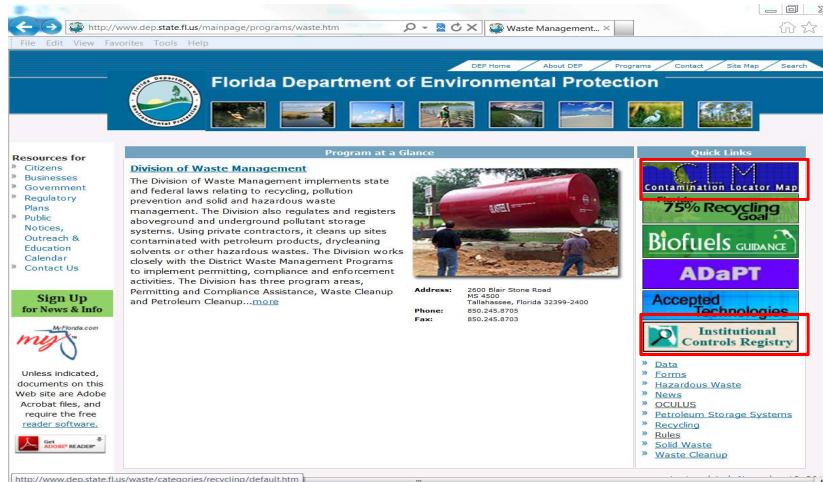 http://www.dep.state.fl.us/mainpage/programs/waste.htm
Waste Management...
File Edit View Favorites Tools Help
DEP Home About DEP Programs Contact Site Map Search
Florida Department of Environmental Protection
Florida Department of
Environmental Protection
Resources for
Citizens
Businesses
Government
Regulatory
Plans
Public
Notices,
Outreach &
Education
Calendar
Contact Us
Sign Up
for News & Info
MyFlorida.com
my
Unless indicated,
documents on this
Web site are Adobe
Acrobat files, and
require the free
reader software.
Get
ADOBE® READER®
Program at a Glance
Division of Waste Management
The Division of Waste Management implements state
and federal laws relating to recycling, pollution
prevention and solid and hazardous waste
management. The Division also regulates and registers
aboveground and underground pollutant storage
systems. Using private contractors, it cleans up sites
contaminated with petroleum products, drycleaning
solvents or other hazardous wastes. The Division works
closely with the District Waste Management Programs
to implement permitting, compliance and enforcement
activities. The Division has three program areas,
Permitting and Compliance Assistance, Waste Cleanup
and Petroleum Cleanup...more
Address: 2600 Blair Stone Road
MS 4500
Tallahassee, Florida 32399-2400
Phone: 850.245.8705
Fax: 850.245.8703
Quick Links
CLM
Contamination Locator Map
75% Recycling
Goal
Biofuels GUIDANCE
ADaPT
Accepted
Technologies
Institutional
Controls Registry
Data
Forms
Hazardous Waste
News
OCULUS
Petroleum Storage Systems
Recycling
Rules
Solid Waste
Waste Cleanup
http://www.dep.state.fl.us/waste/categories/recycling/default.htm